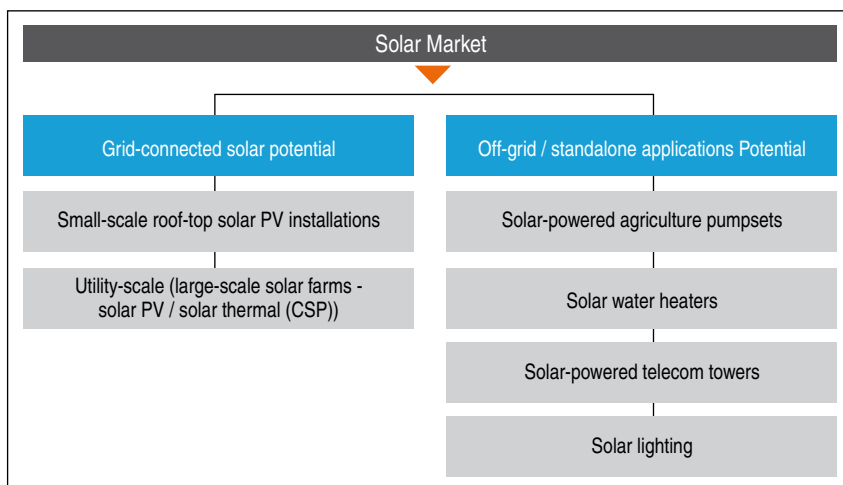 Solar Market
Grid-connected solar potential
Small-scale roof-top solar PV installations
Utility-scale (large-scale solar farms -
solar PV / solar thermal (CSP))
Off-grid / standalone applications Potential
Solar-powered agriculture pumpsets
Solar water heaters
Solar-powered telecom towers
Solar lighting